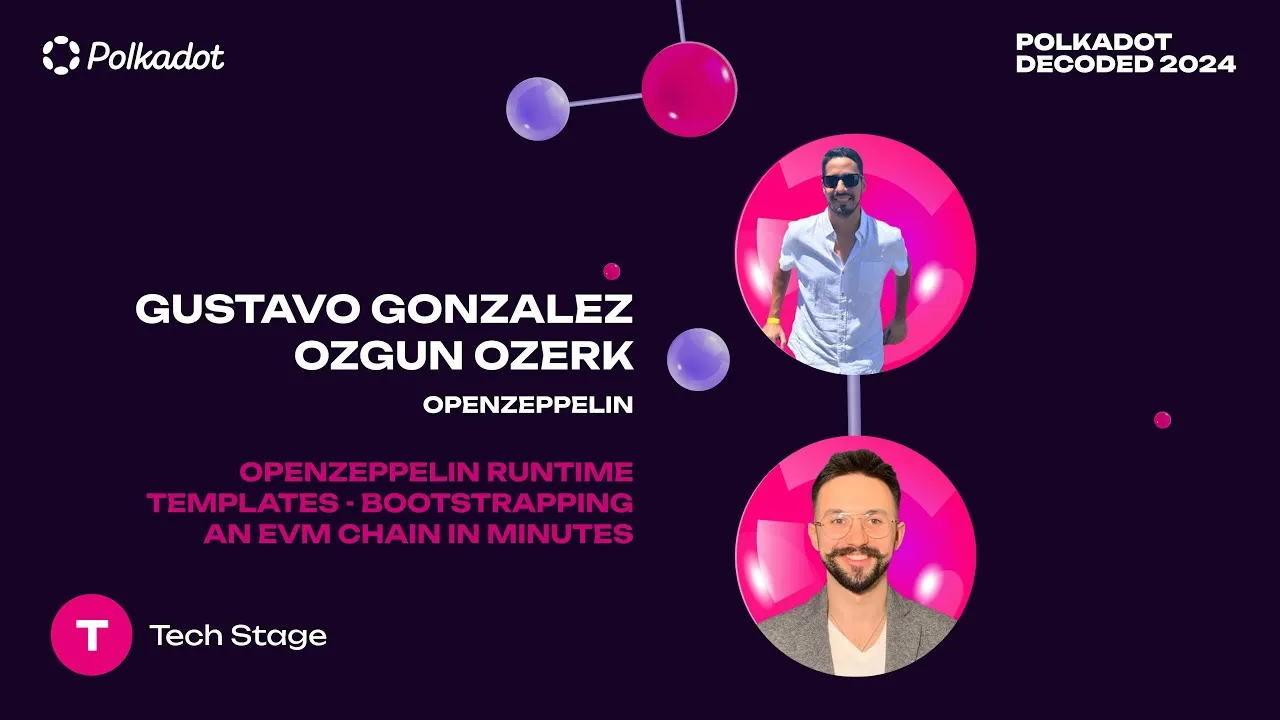 Polkadot
POLKADOT
DECODED 2024
GUSTAVO GONZALEZ
OZGUN OZERK
OPENZEPPELIN
OPENZEPPELIN RUNTIME
TEMPLATES - BOOTSTRAPPING
AN EVM CHAIN IN MINUTES
T
Tech Stage